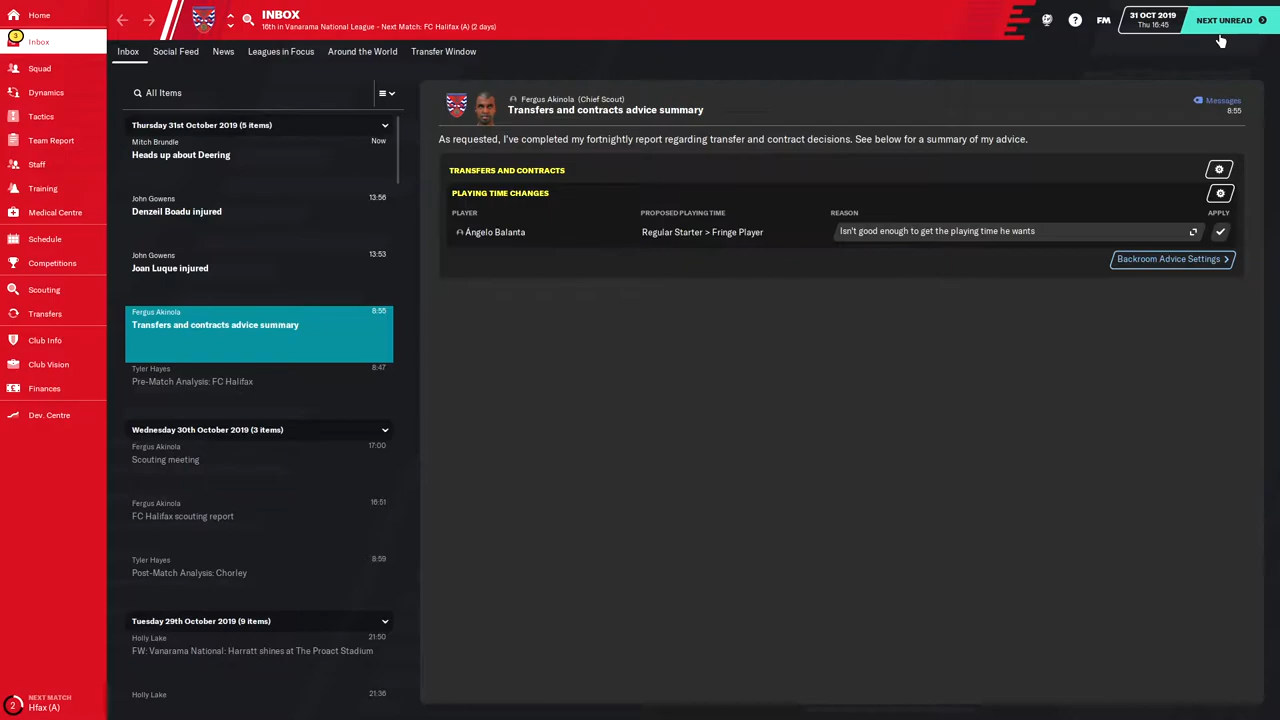 Home
3
Inbox
Squad
Dynamics
Tactics
Team Report
Staff
Training
Medical Centre
Schedule
Competitions
Scouting
Transfers
Club Info
Club Vision
Finances
Dev. Centre
2
NEXT MATCH
Hfax (A)
INBOX
18th in Vanarama National League - Next Match: FC Halifax (A) (2 days)
?
FM
31 OCT 2019
Thu 16:45
NEXT UNREAD
Inbox
Social Feed
News
Leagues in Focus
Around the World
Transfer Window
All Items
Thursday 31st October 2019 (5 items)
Mitch Brundle
Now
Heads up about Deering
John Gowens
13:56
Denzeil Boadu injured
John Gowens
13:53
Joan Luque injured
Fergus Akinola
8:55
Transfers and contracts advice summary
Tyler Hayes
8:47
Pre-Match Analysis: FC Halifax
Wednesday 30th October 2019 (3 items)
Fergus Akinola
17:00
Scouting meeting
Fergus Akinola
16:51
FC Halifax scouting report
Tyler Hayes
8:59
Post-Match Analysis: Chorley
Tuesday 29th October 2019 (9 items)
Holly Lake
21:50
FW: Vanarama National: Harratt shines at The Proact Stadium
Holly Lake
21:36
Fergus Akinola (Chief Scout)
Transfers and contracts advice summary
Messages
8:55
As requested, I've completed my fortnightly report regarding transfer and contract decisions. See below for a summary of my advice.
TRANSFERS AND CONTRACTS
PLAYING TIME CHANGES
PLAYER
PROPOSED PLAYING TIME
REASON
APPLY
Ángelo Balanta
Regular Starter > Fringe Player
Isn't good enough to get the playing time he wants
Backroom Advice Settings >